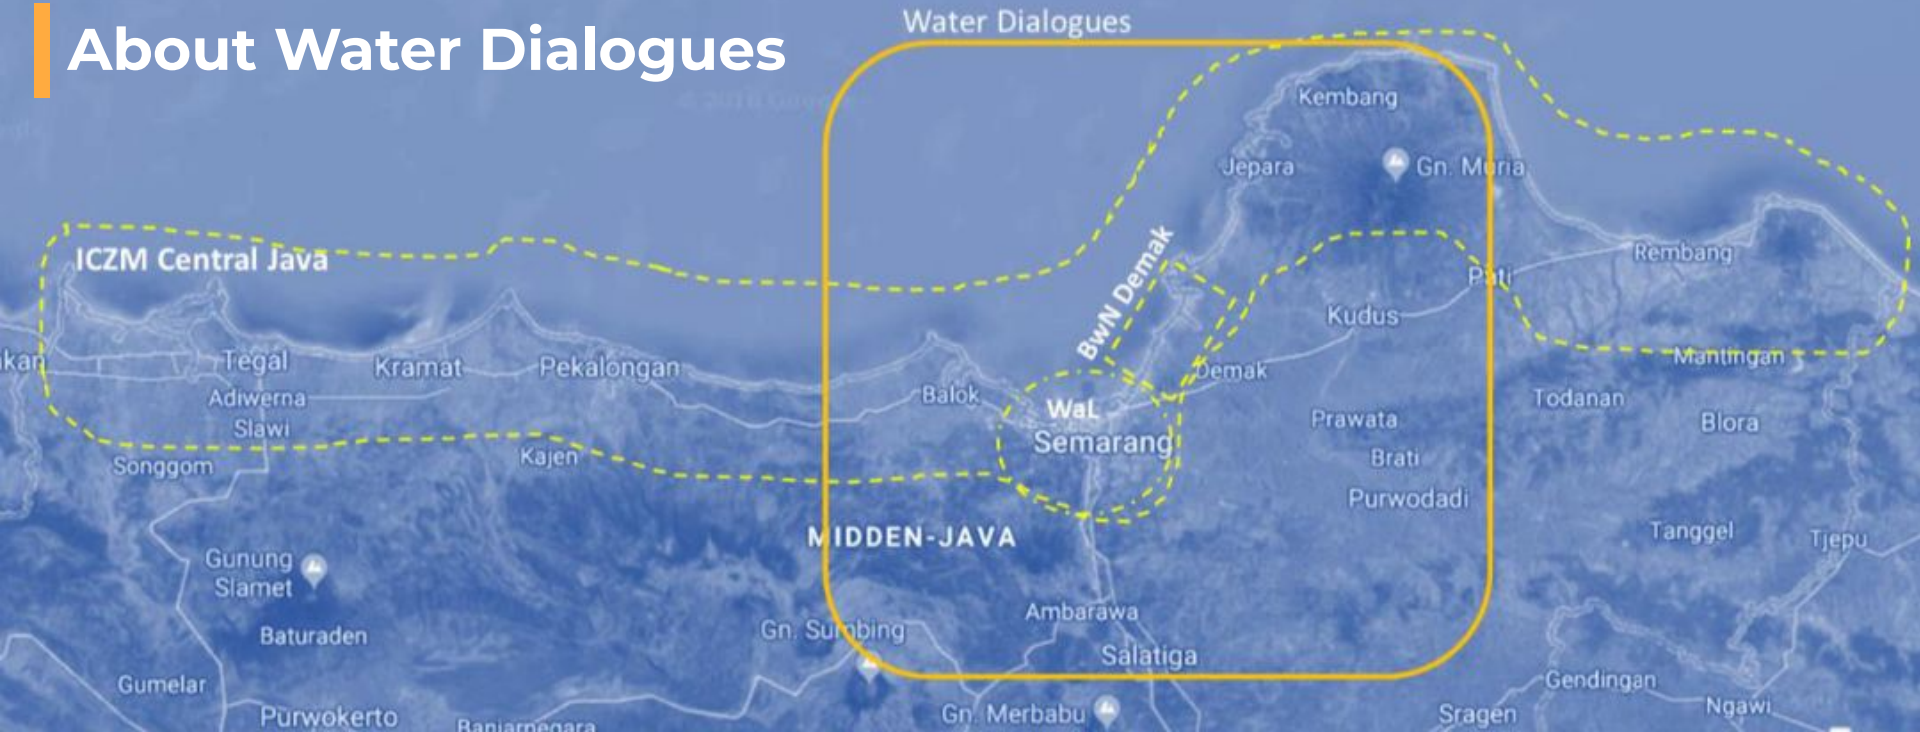 About Water Dialogues
Water Dialogues
Kembang
Jepara
Gn. Muria
BwN Demak
ICZM Central Java
Rembang
Pati
Kudus
Mantingan
Tegal
Kramat
Pekalongan
Demak
Balok
Adiwerna
Todanan
WaL
Prawata
Blora
Slawi
Semarang
Songgom
Kajen
Brati
Purwodadi
MIDDEN-JAVA
Tanggel
Tjepu
Gunung
Slamet
Ambarawa
Baturaden
Gn. Sumbing
Salatiga
Gumelar
Gendingan
Ngawi
Purwokerto
Gn. Merbabu
Sragen
Banjarnegara